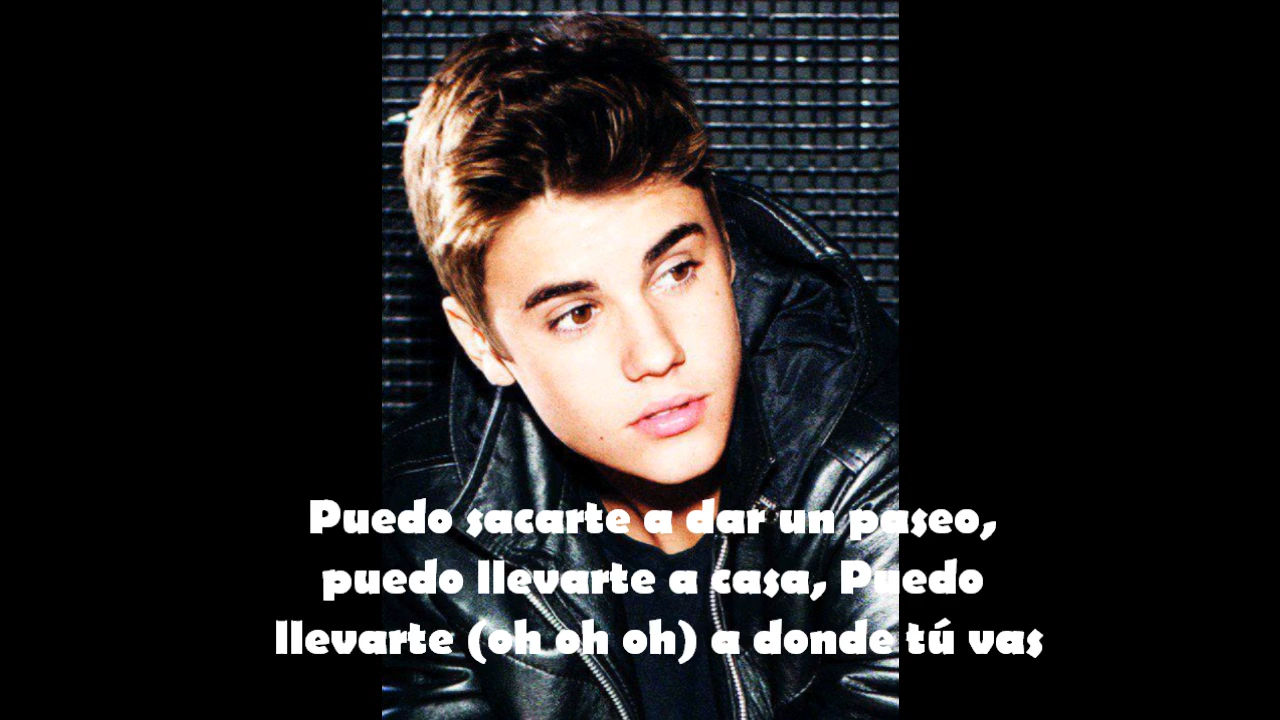 Puedo sacarte a dar un paseo,
puedo llevarte a casa, Puedo
llevarte (oh oh oh) a donde tú vas